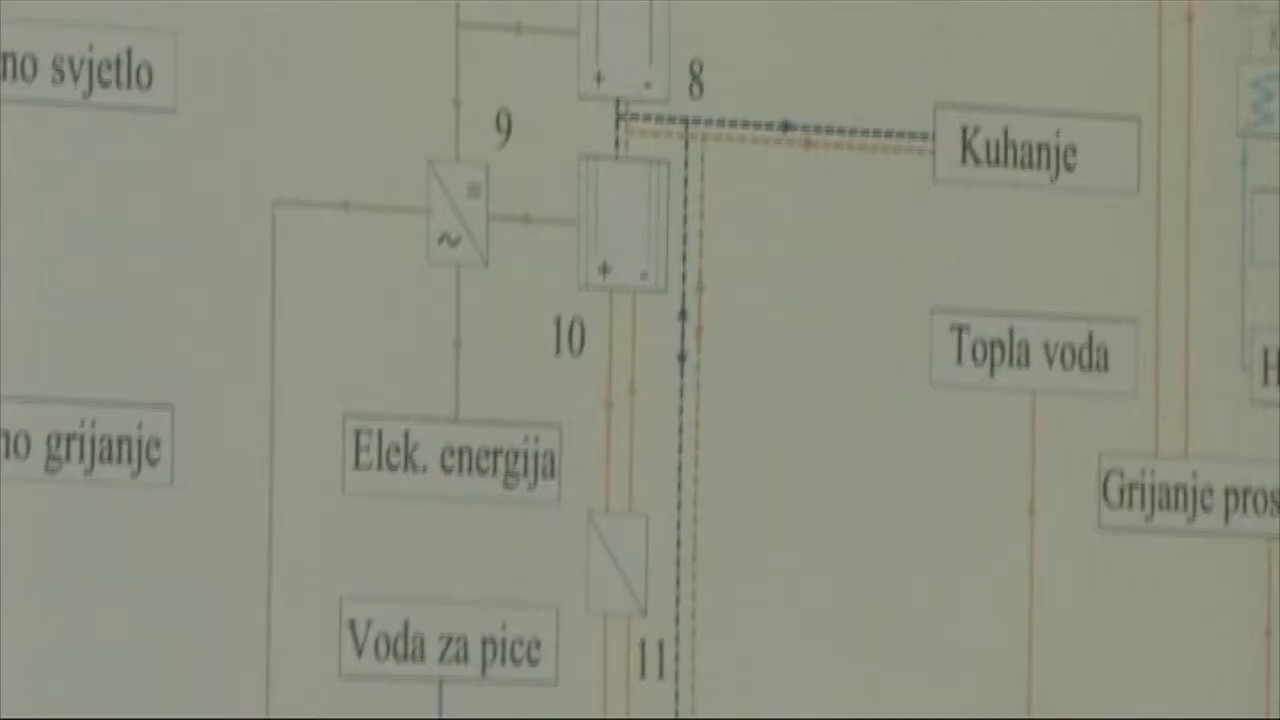 no svjetlo
8
9
Kuhanje
10
Topla voda
no grijanje
Elek. energija
Grijanje pros
Voda za pice
11
H